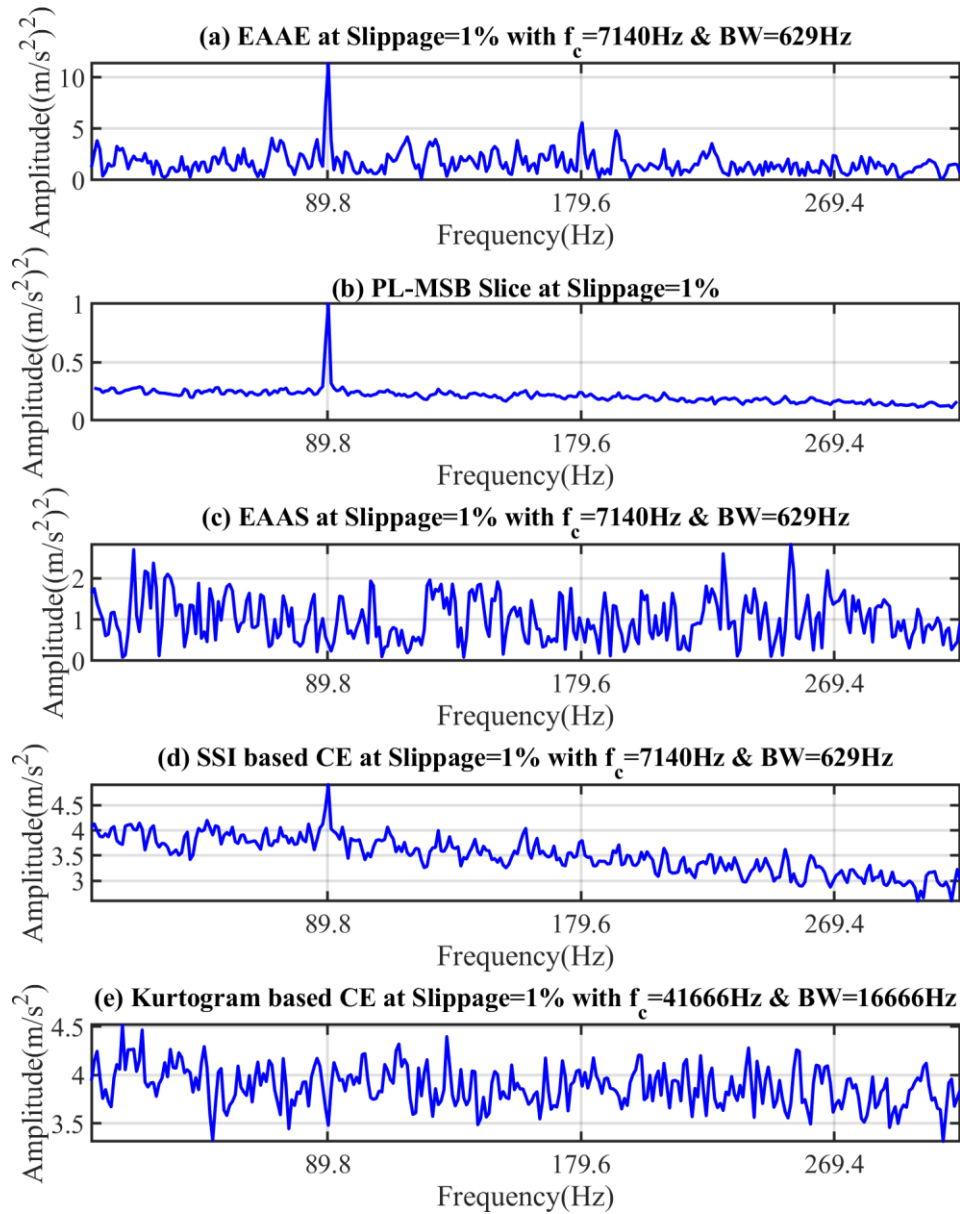 (a) EAAE at Slippage=1% with f_c=7140Hz & BW=629Hz
Amplitude((m/s²)²)
10
5
0
89.8 179.6 269.4
Frequency(Hz)
(b) PL-MSB Slice at Slippage=1%
Amplitude((m/s²)²)
1
0.5
0
89.8 179.6 269.4
Frequency(Hz)
(c) EAAS at Slippage=1% with f_c=7140Hz & BW=629Hz
Amplitude((m/s²)²)
2
1
0
89.8 179.6 269.4
Frequency(Hz)
(d) SSI based CE at Slippage=1% with f_c=7140Hz & BW=629Hz
Amplitude(m/s²)
4.5
4
3.5
3
89.8 179.6 269.4
Frequency(Hz)
(e) Kurtogram based CE at Slippage=1% with f_c=41666Hz & BW=16666Hz
Amplitude(m/s²)
4.5
4
3.5
89.8 179.6 269.4
Frequency(Hz)